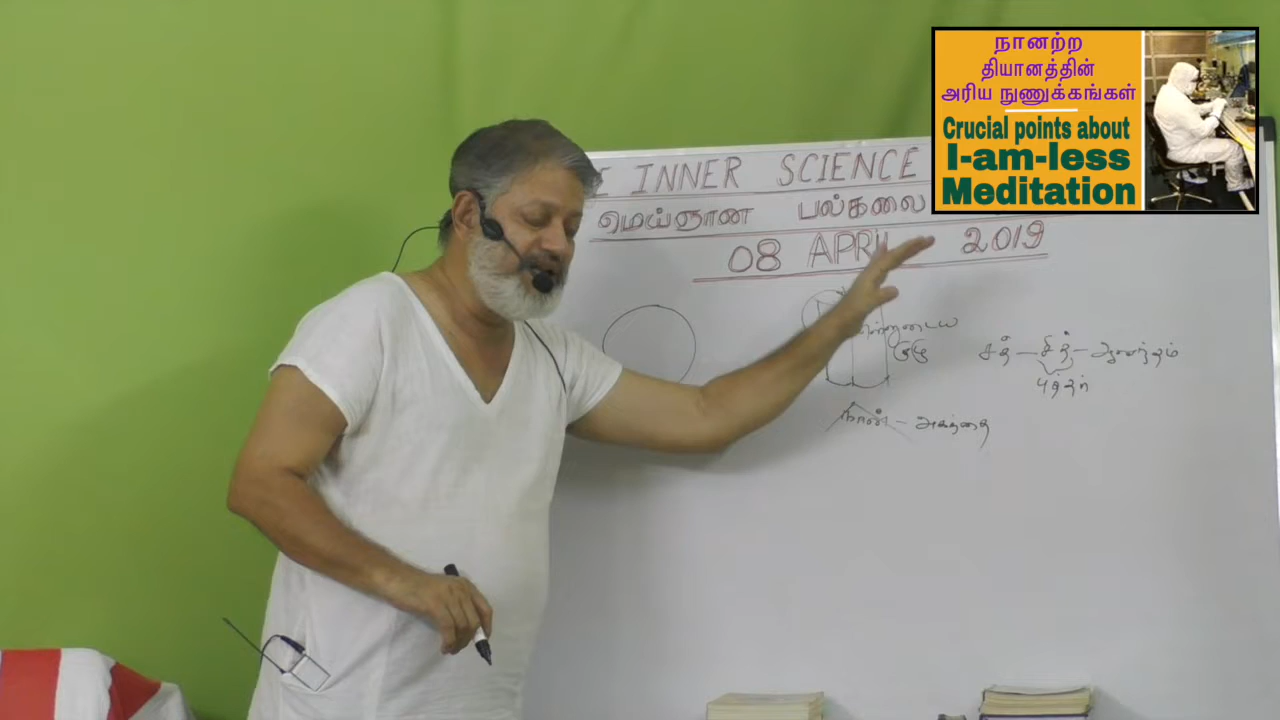 நானற்ற
தியானத்தின்
அரிய நுணுக்கங்கள்
Crucial points about
I-am-less
Meditation
INNER SCIENCE
மெய்ஞான பல்கலை
08 APRIL 2019
சத் - சித் - ஆனந்தம்
நான் - அகந்தை